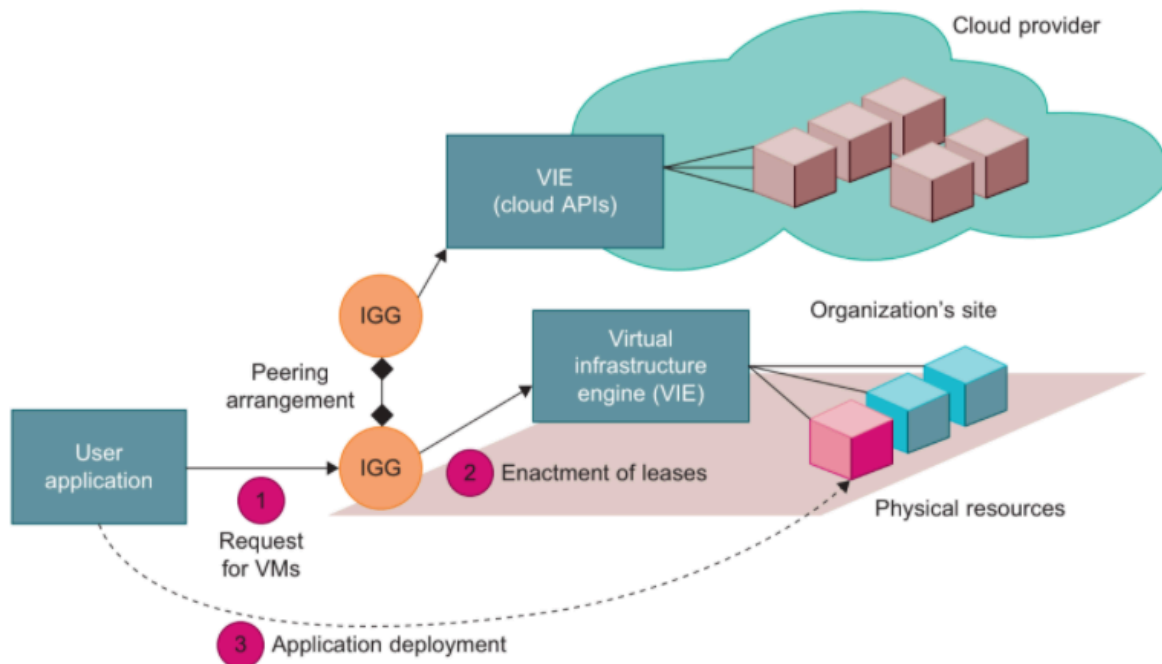 Cloud provider
VIE
(cloud APIs)
IGG
Organization's site
Virtual
infrastructure
engine (VIE)
Peering
arrangement
User
application
IGG
2 Enactment of leases
1
Request
for VMs
Physical resources
3 Application deployment